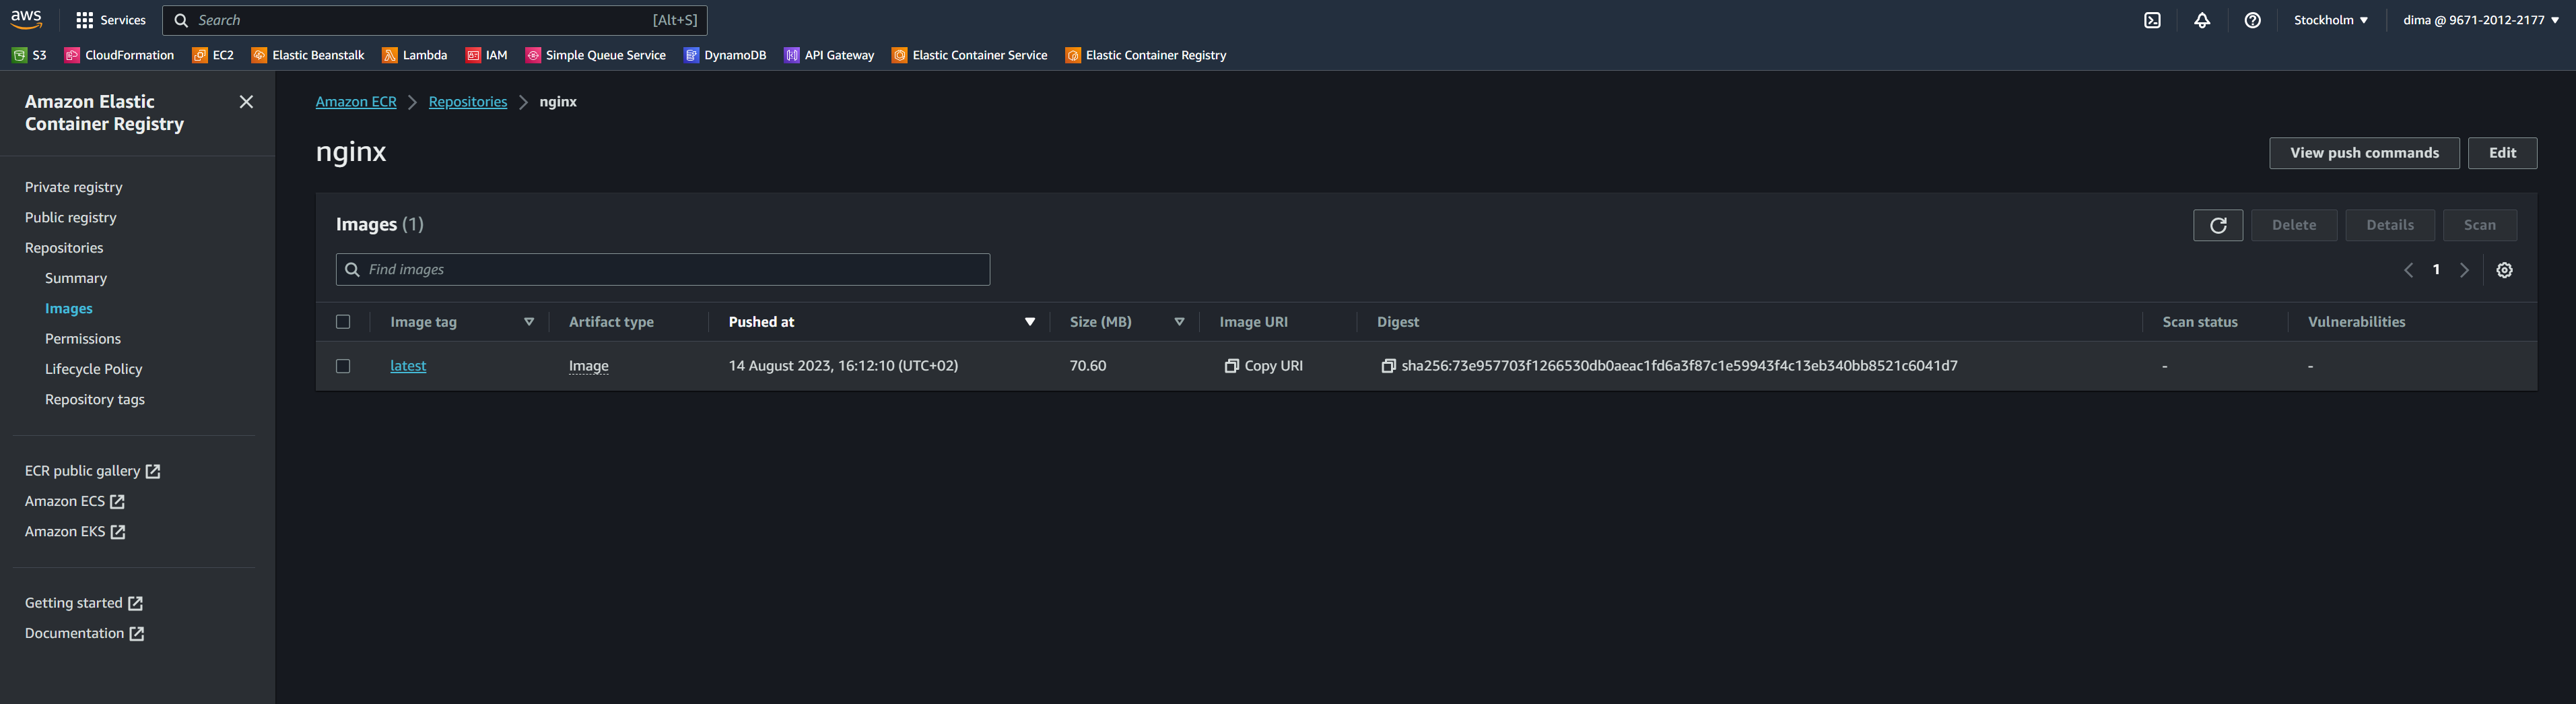 aws Services Search [Alt+S] Stockholm dima @ 9671-2012-2177
S3 CloudFormation EC2 Elastic Beanstalk Lambda IAM Simple Queue Service DynamoDB API Gateway Elastic Container Service Elastic Container Registry
Amazon Elastic
Container Registry
Private registry
Public registry
Repositories
Summary
Images
Permissions
Lifecycle Policy
Repository tags
ECR public gallery
Amazon ECS
Amazon EKS
Getting started
Documentation
Amazon ECR Repositories nginx
nginx
View push commands Edit
Images (1)
Delete Details Scan
Find images
1
Image tag Artifact type Pushed at Size (MB) Image URI Digest Scan status Vulnerabilities
latest Image 14 August 2023, 16:12:10 (UTC+02) 70.60 Copy URI sha256:73e957703f1266530db0aeac1fd6a3f87c1e59943f4c13eb340bb8521c6041d7 - -